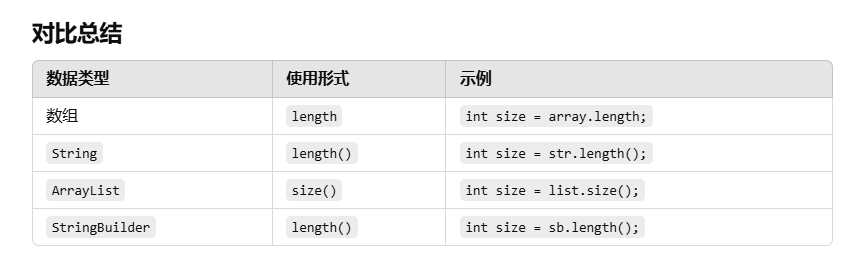 对比总结
数据类型 使用形式 示例
数组 length int size = array.length;
String length() int size = str.length();
ArrayList size() int size = list.size();
StringBuilder length() int size = sb.length();